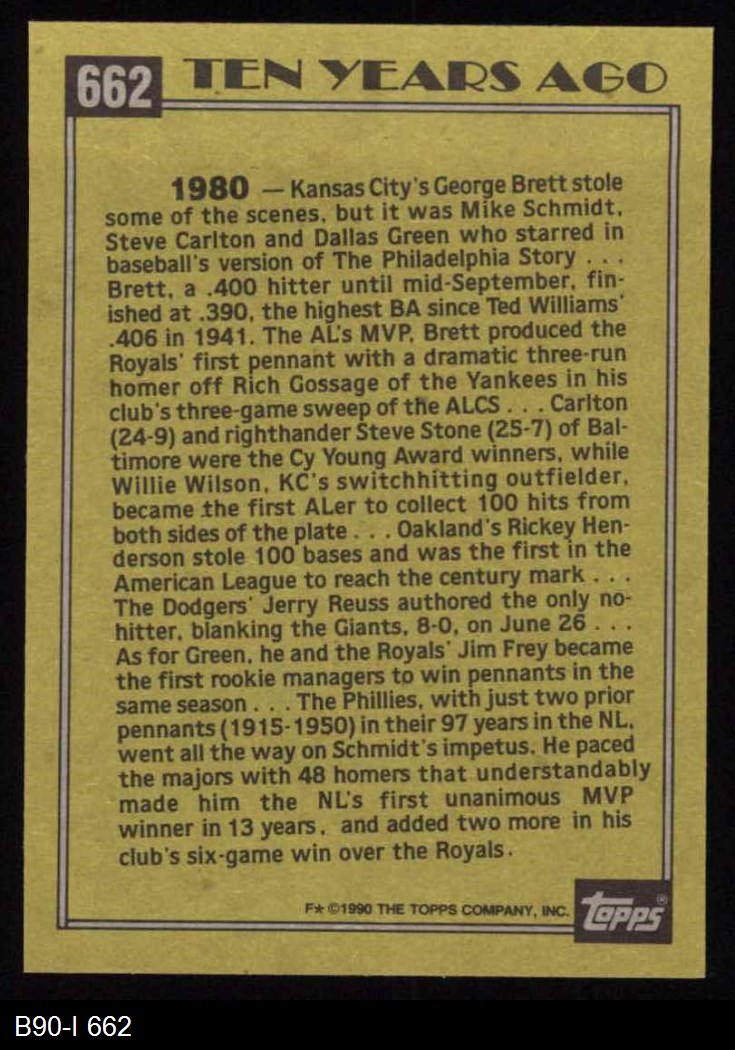 662 TEN YEARS AGO
1980 — Kansas City's George Brett stole
some of the scenes, but it was Mike Schmidt,
Steve Carlton and Dallas Green who starred in
baseball's version of The Philadelphia Story . . .
Brett, a .400 hitter until mid-September, fin-
ished at .390, the highest BA since Ted Williams'
.406 in 1941. The AL's MVP, Brett produced the
Royals' first pennant with a dramatic three-run
homer off Rich Gossage of the Yankees in his
club's three-game sweep of the ALCS . . . Carlton
(24-9) and righthander Steve Stone (25-7) of Bal-
timore were the Cy Young Award winners, while
Willie Wilson, KC's switchhitting outfielder,
became the first ALer to collect 100 hits from
both sides of the plate . . . Oakland's Rickey Hen-
derson stole 100 bases and was the first in the
American League to reach the century mark . . .
The Dodgers' Jerry Reuss authored the only no-
hitter, blanking the Giants, 8-0, on June 26 . . .
As for Green, he and the Royals' Jim Frey became
the first rookie managers to win pennants in the
same season . . . The Phillies, with just two prior
pennants (1915-1950) in their 97 years in the NL,
went all the way on Schmidt's impetus. He paced
the majors with 48 homers that understandably
made him the NL's first unanimous MVP
winner in 13 years, and added two more in his
club's six-game win over the Royals.
F* ©1990 THE TOPPS COMPANY, INC. topps®
B90-I 662